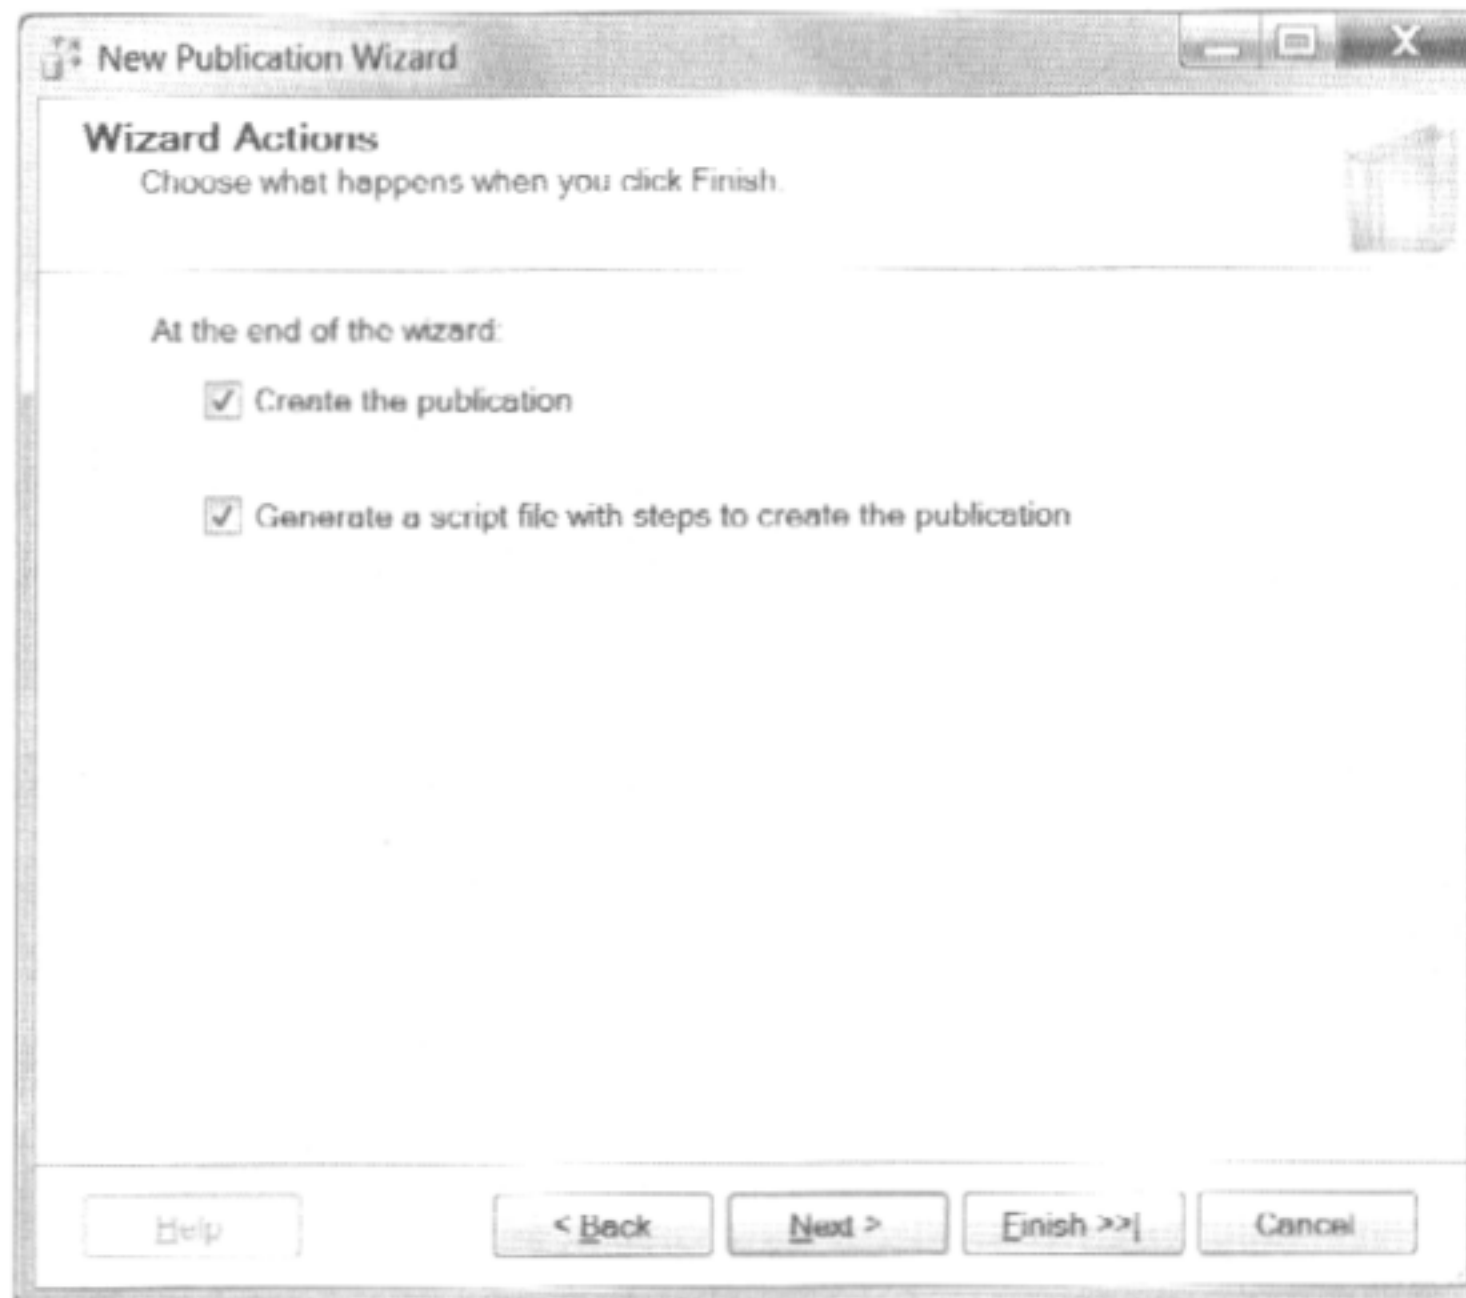 New Publication Wizard
Wizard Actions
Choose what happens when you click Finish.
At the end of the wizard:
Create the publication
Generate a script file with steps to create the publication
Help
< Back
Next >
Finish >>|
Cancel